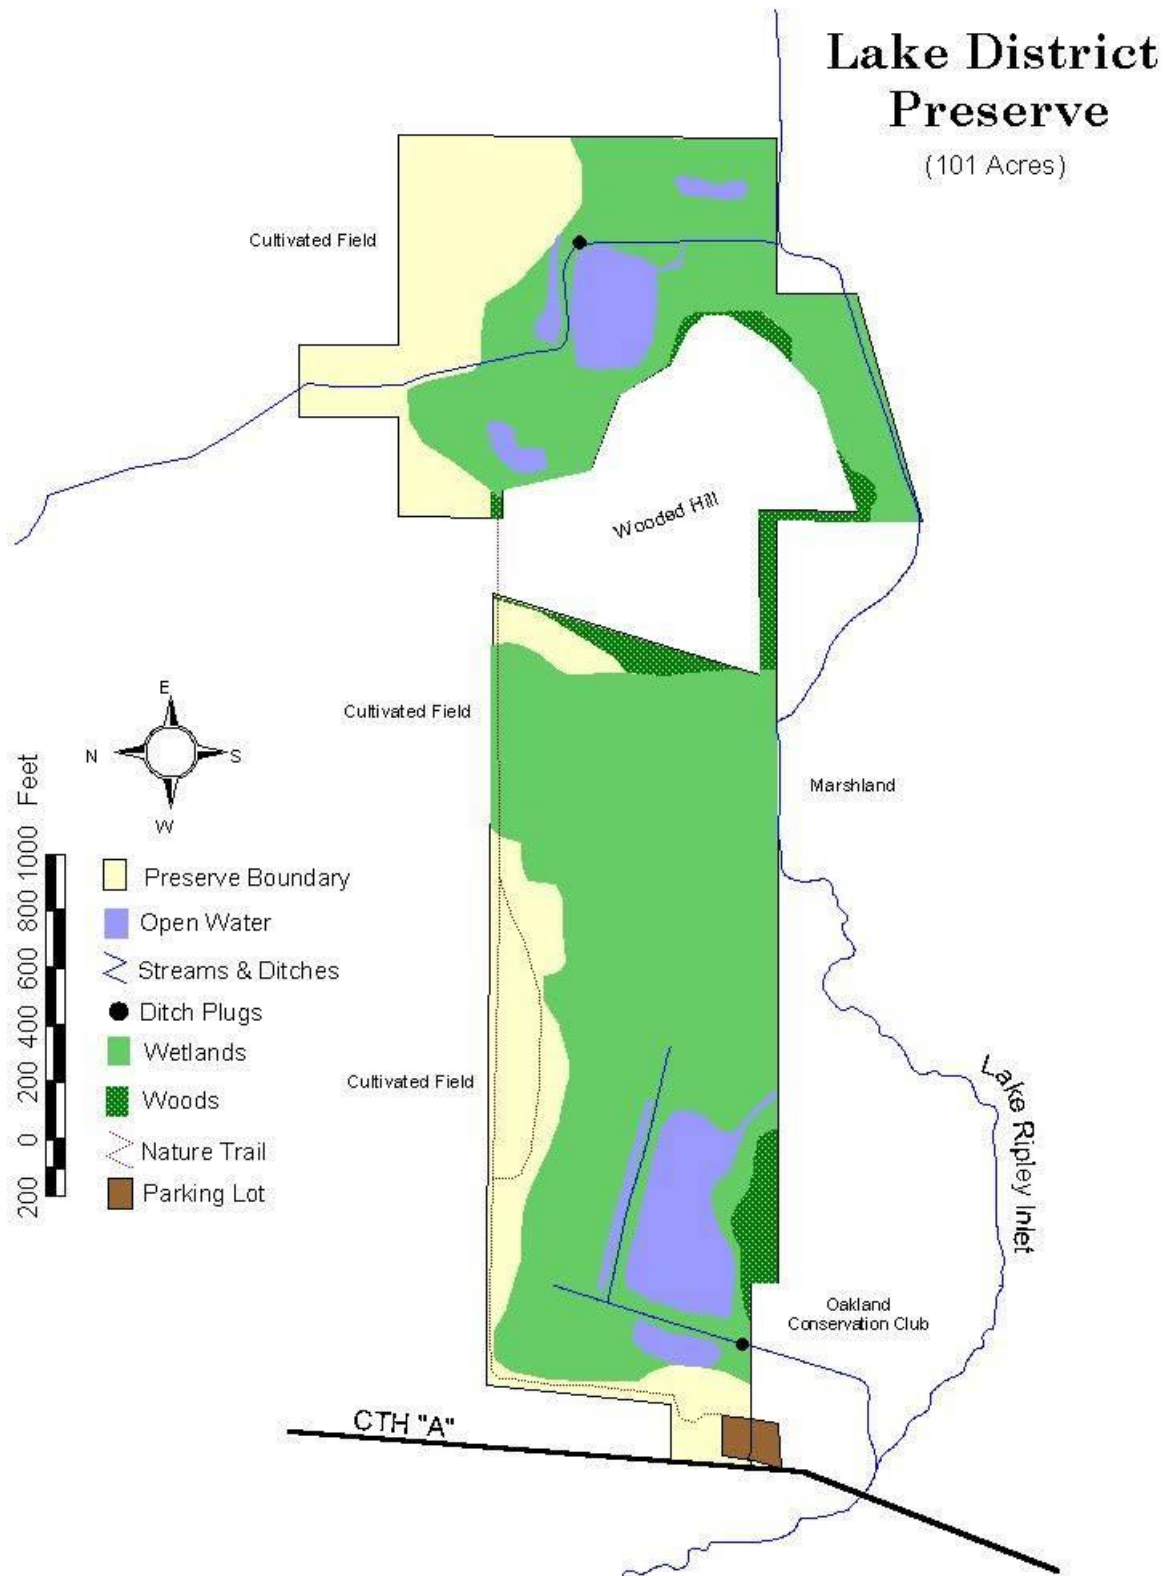 Lake District
Preserve
(101 Acres)
Cultivated Field
Wooded Hill
Cultivated Field
Marshland
E
N
S
W
1000 Feet
800
600
400
200
0
200
Preserve Boundary
Open Water
Streams & Ditches
Ditch Plugs
Wetlands
Woods
Nature Trail
Parking Lot
Cultivated Field
Lake Ripley Inlet
Oakland
Conservation Club
CTH "A"